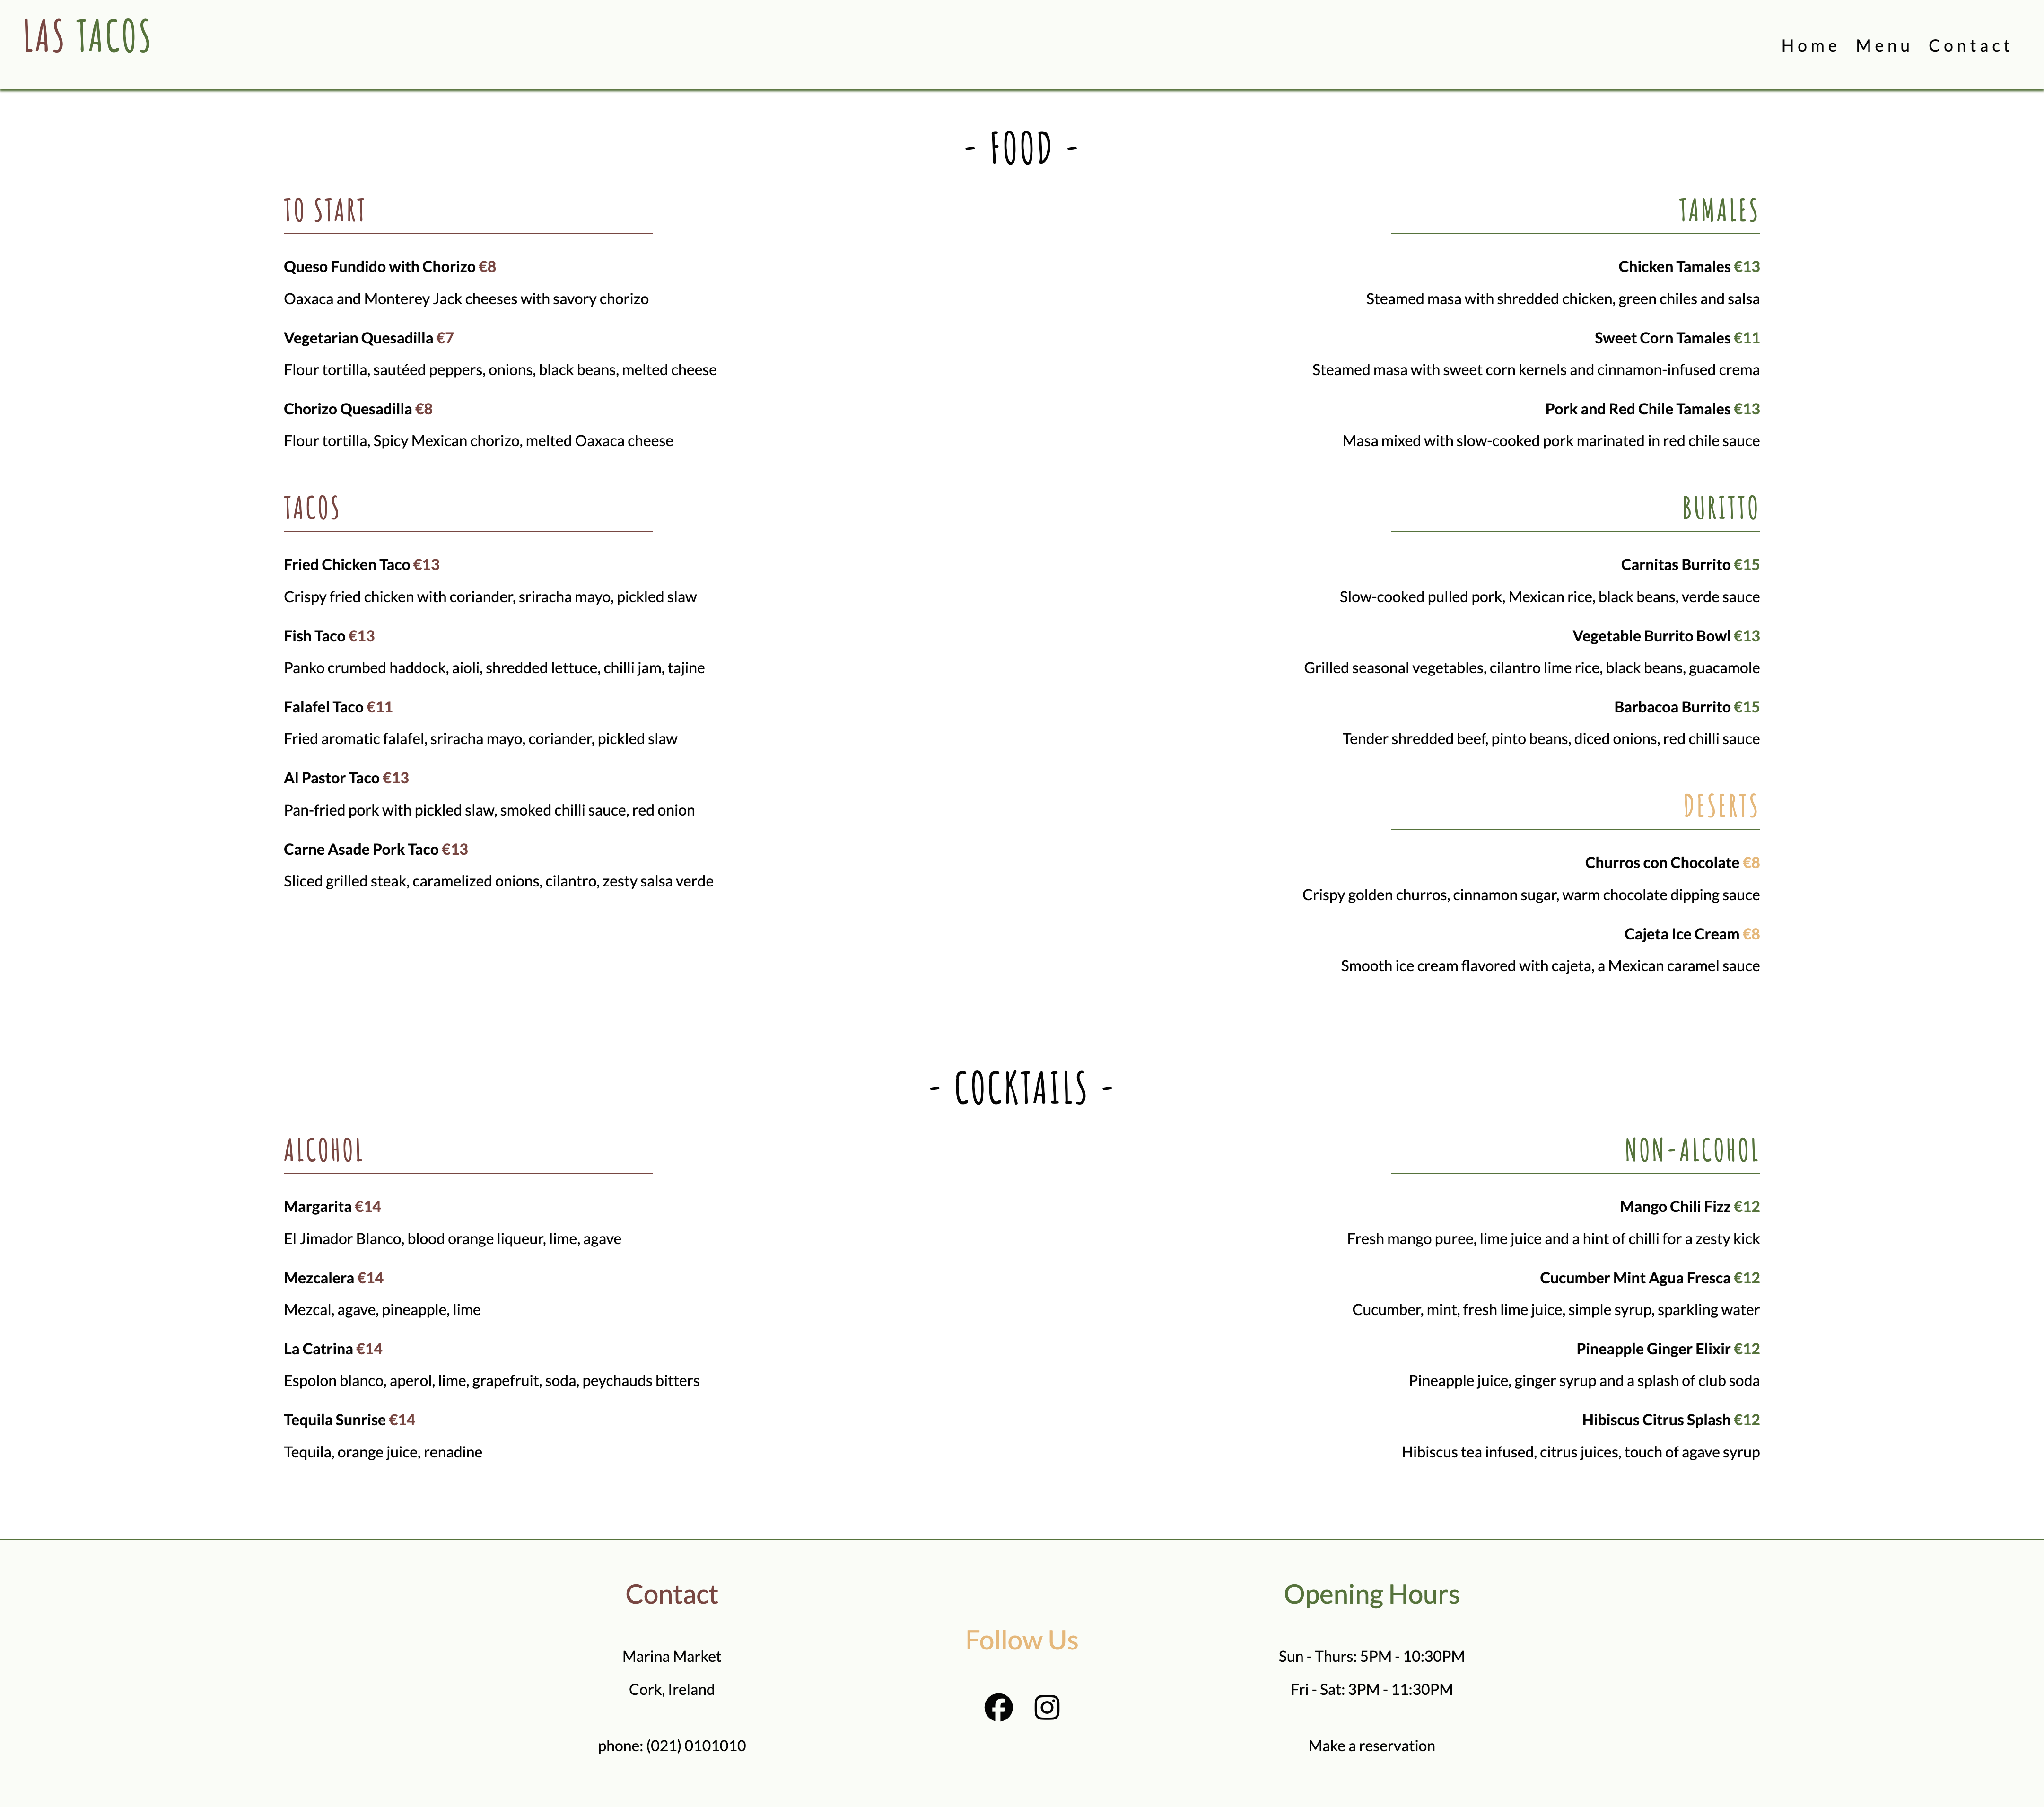 LAS TACOS
Home Menu Contact
- FOOD -
TO START
Queso Fundido with Chorizo €8
Oaxaca and Monterey Jack cheeses with savory chorizo
Vegetarian Quesadilla €7
Flour tortilla, sautéed peppers, onions, black beans, melted cheese
Chorizo Quesadilla €8
Flour tortilla, Spicy Mexican chorizo, melted Oaxaca cheese
TACOS
Fried Chicken Taco €13
Crispy fried chicken with coriander, sriracha mayo, pickled slaw
Fish Taco €13
Panko crumbed haddock, aioli, shredded lettuce, chilli jam, tajine
Falafel Taco €11
Fried aromatic falafel, sriracha mayo, coriander, pickled slaw
Al Pastor Taco €13
Pan-fried pork with pickled slaw, smoked chilli sauce, red onion
Carne Asade Pork Taco €13
Sliced grilled steak, caramelized onions, cilantro, zesty salsa verde
TAMALES
Chicken Tamales €13
Steamed masa with shredded chicken, green chiles and salsa
Sweet Corn Tamales €11
Steamed masa with sweet corn kernels and cinnamon-infused crema
Pork and Red Chile Tamales €13
Masa mixed with slow-cooked pork marinated in red chile sauce
BURITTO
Carnitas Burrito €15
Slow-cooked pulled pork, Mexican rice, black beans, verde sauce
Vegetable Burrito Bowl €13
Grilled seasonal vegetables, cilantro lime rice, black beans, guacamole
Barbacoa Burrito €15
Tender shredded beef, pinto beans, diced onions, red chilli sauce
DESERTS
Churros con Chocolate €8
Crispy golden churros, cinnamon sugar, warm chocolate dipping sauce
Cajeta Ice Cream €8
Smooth ice cream flavored with cajeta, a Mexican caramel sauce
- COCKTAILS -
ALCOHOL
Margarita €14
El Jimador Blanco, blood orange liqueur, lime, agave
Mezcalera €14
Mezcal, agave, pineapple, lime
La Catrina €14
Espolon blanco, aperol, lime, grapefruit, soda, peychauds bitters
Tequila Sunrise €14
Tequila, orange juice, renadine
NON-ALCOHOL
Mango Chili Fizz €12
Fresh mango puree, lime juice and a hint of chilli for a zesty kick
Cucumber Mint Agua Fresca €12
Cucumber, mint, fresh lime juice, simple syrup, sparkling water
Pineapple Ginger Elixir €12
Pineapple juice, ginger syrup and a splash of club soda
Hibiscus Citrus Splash €12
Hibiscus tea infused, citrus juices, touch of agave syrup
Contact
Marina Market
Cork, Ireland
phone: (021) 0101010
Follow Us
Opening Hours
Sun - Thurs: 5PM - 10:30PM
Fri - Sat: 3PM - 11:30PM
Make a reservation